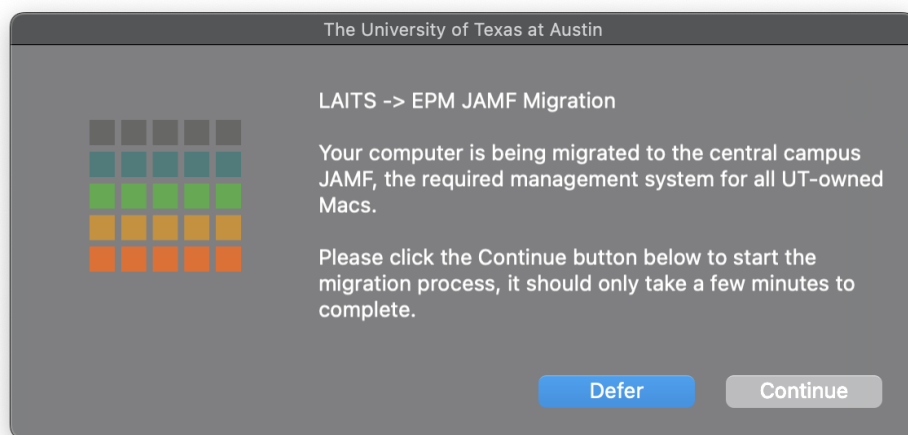 The University of Texas at Austin
LAITS -> EPM JAMF Migration
Your computer is being migrated to the central campus
JAMF, the required management system for all UT-owned
Macs.
Please click the Continue button below to start the
migration process, it should only take a few minutes to
complete.
Defer
Continue